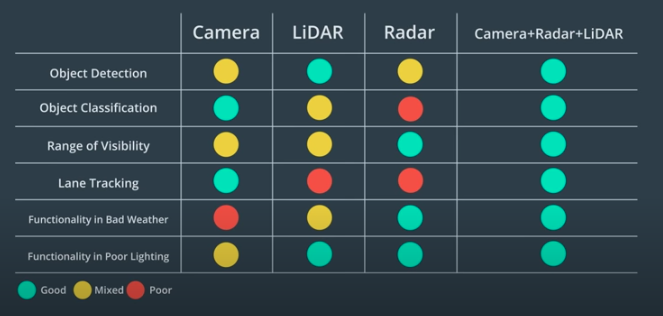 Camera LiDAR Radar Camera+Radar+LiDAR
Object Detection
Object Classification
Range of Visibility
Lane Tracking
Functionality in Bad Weather
Functionality in Poor Lighting
Good Mixed Poor